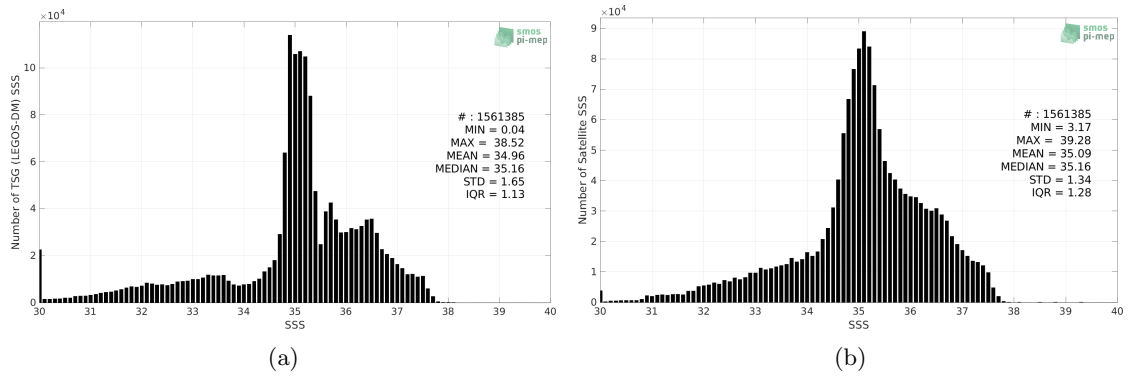 ×10⁴
smos
pi-mep
Number of TSG (LEGOS-DM) SSS
10
8
6
4
2
0
# : 1561385
MIN = 0.04
MAX = 38.52
MEAN = 34.96
MEDIAN = 35.16
STD = 1.65
IQR = 1.13
30 31 32 33 34 35 36 37 38 39 40
SSS
(a)
×10⁴
smos
pi-mep
Number of Satellite SSS
9
8
7
6
5
4
3
2
1
0
# : 1561385
MIN = 3.17
MAX = 39.28
MEAN = 35.09
MEDIAN = 35.16
STD = 1.34
IQR = 1.28
30 31 32 33 34 35 36 37 38 39 40
SSS
(b)